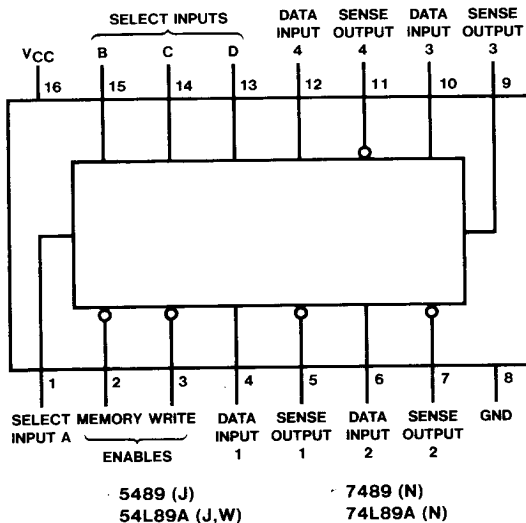 SELECT INPUTS
DATA INPUT 4
SENSE OUTPUT 4
DATA INPUT 3
SENSE OUTPUT 3
VCC B C D
16 15 14 13 12 11 10 9
1 2 3 4 5 6 7 8
SELECT INPUT A
MEMORY WRITE
ENABLES
DATA INPUT 1
SENSE OUTPUT 1
DATA INPUT 2
SENSE OUTPUT 2
GND
5489 (J) 7489 (N)
54L89A (J,W) 74L89A (N)